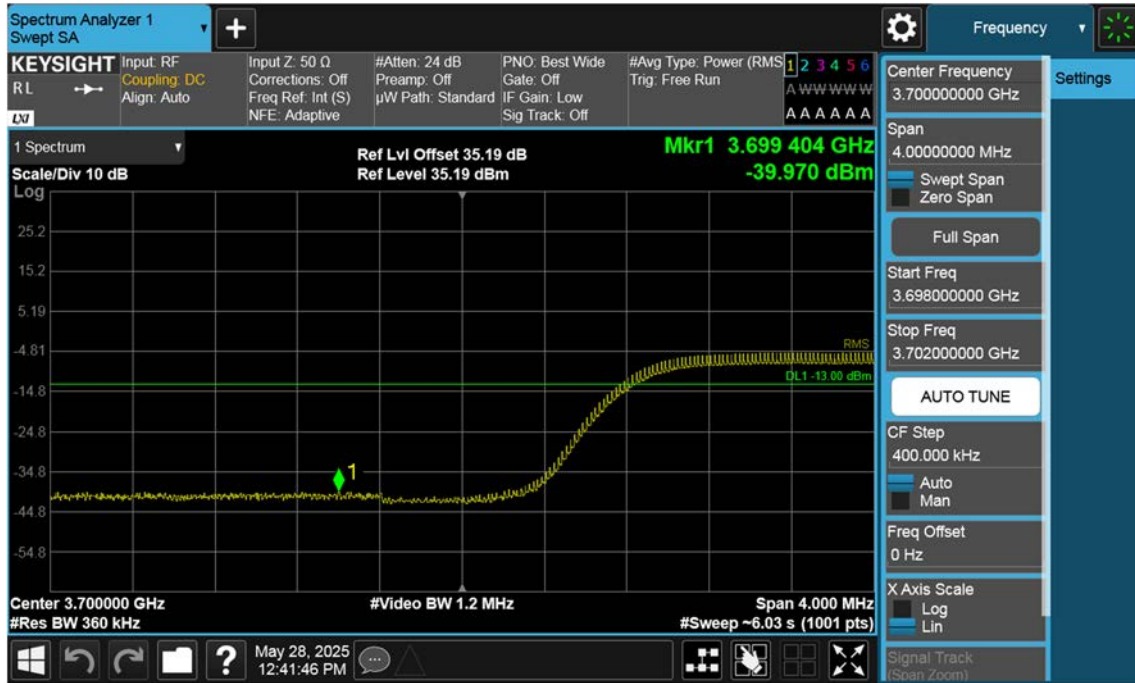 Spectrum Analyzer 1
Swept SA
Frequency
KEYSIGHT
RL
LXI
Input: RF
Coupling: DC
Align: Auto
Input Z: 50 Ω
Corrections: Off
Freq Ref: Int (S)
NFE: Adaptive
#Atten: 24 dB
Preamp: Off
µW Path: Standard
PNO: Best Wide
Gate: Off
IF Gain: Low
Sig Track: Off
#Avg Type: Power (RMS
Trig: Free Run
1 2 3 4 5 6
A W W W W W
A A A A A A
1 Spectrum
Scale/Div 10 dB
Ref Lvl Offset 35.19 dB
Ref Level 35.19 dBm
Mkr1 3.699 404 GHz
-39.970 dBm
Log
25.2
15.2
5.19
-4.81
-14.8
-24.8
-34.8
-44.8
-54.8
RMS
DL1 -13.00 dBm
1
Center 3.700000 GHz
#Video BW 1.2 MHz
Span 4.000 MHz
#Res BW 360 kHz
#Sweep ~6.03 s (1001 pts)
Center Frequency
3.700000000 GHz
Settings
Span
4.00000000 MHz
Swept Span
Zero Span
Full Span
Start Freq
3.698000000 GHz
Stop Freq
3.702000000 GHz
AUTO TUNE
CF Step
400.000 kHz
Auto
Man
Freq Offset
0 Hz
X Axis Scale
Log
Lin
Signal Track
(Span Zoom)
?
May 28, 2025
12:41:46 PM